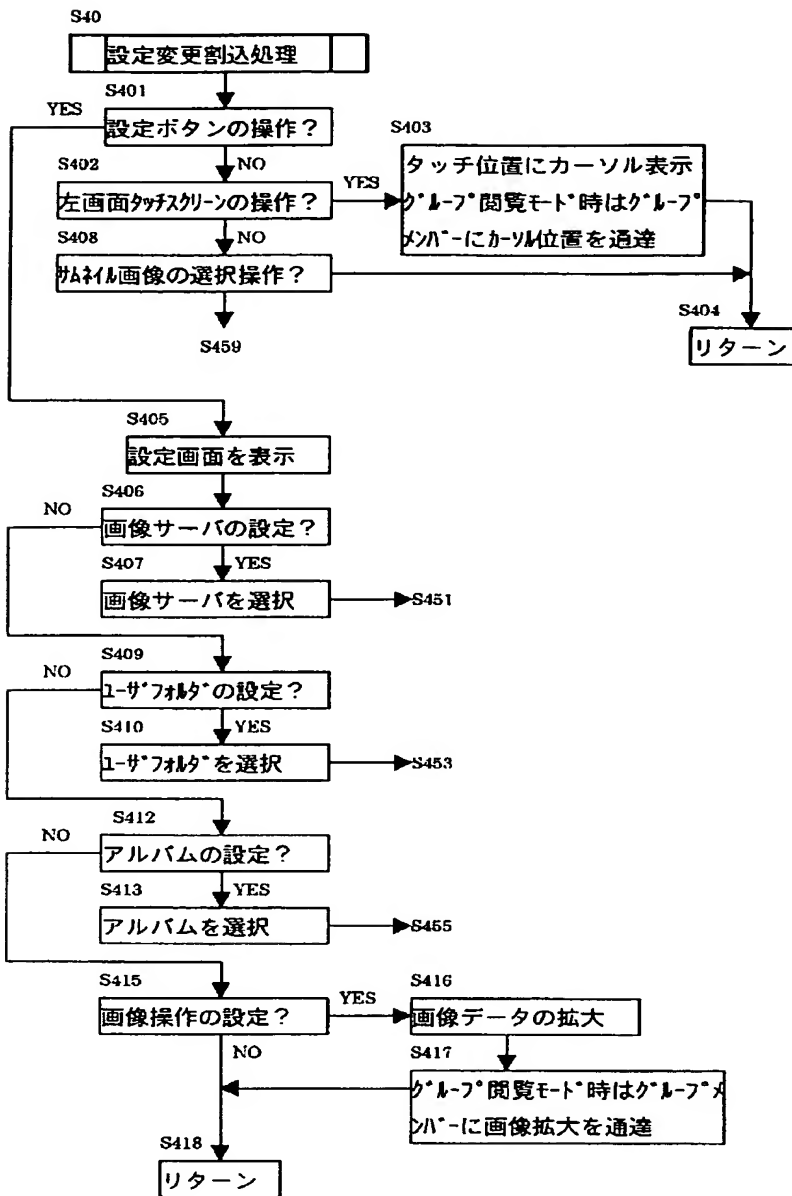 S40
設定変更割込処理
S401
YES
設定ボタンの操作？
NO
S402
左画面ﾀｯﾁｽｸﾘｰﾝの操作？
YES
S403
タッチ位置にカーソル表示
ｸﾞﾙｰﾌﾟ閲覧ﾓｰﾄﾞ時はｸﾞﾙｰﾌﾟ
ﾒﾝﾊﾞｰにｶｰｿﾙ位置を通達
NO
S408
ｻﾑﾈｲﾙ画像の選択操作？
S404
リターン
S459
S405
設定画面を表示
S406
NO
画像サーバの設定？
S407
YES
画像サーバを選択
S451
S409
NO
ﾕｰｻﾞﾌｫﾙﾀﾞの設定？
S410
YES
ﾕｰｻﾞﾌｫﾙﾀﾞを選択
S453
S412
NO
アルバムの設定？
S413
YES
アルバムを選択
S455
S415
画像操作の設定？
YES
S416
画像データの拡大
NO
S417
ｸﾞﾙｰﾌﾟ閲覧ﾓｰﾄﾞ時はｸﾞﾙｰﾌﾟﾒ
ﾝﾊﾞｰに画像拡大を通達
S418
リターン